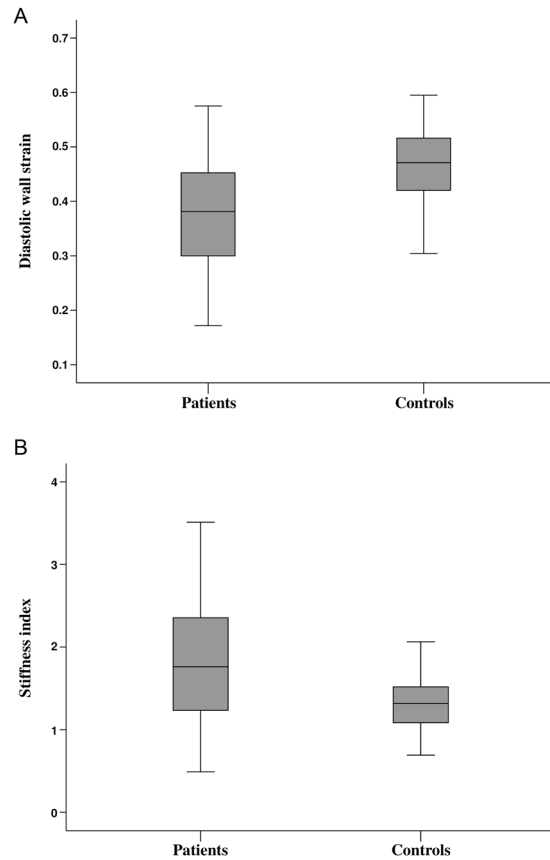 A
Diastolic wall strain
0.7
0.6
0.5
0.4
0.3
0.2
0.1
Patients Controls
B
Stiffness index
4
3
2
1
0
Patients Controls